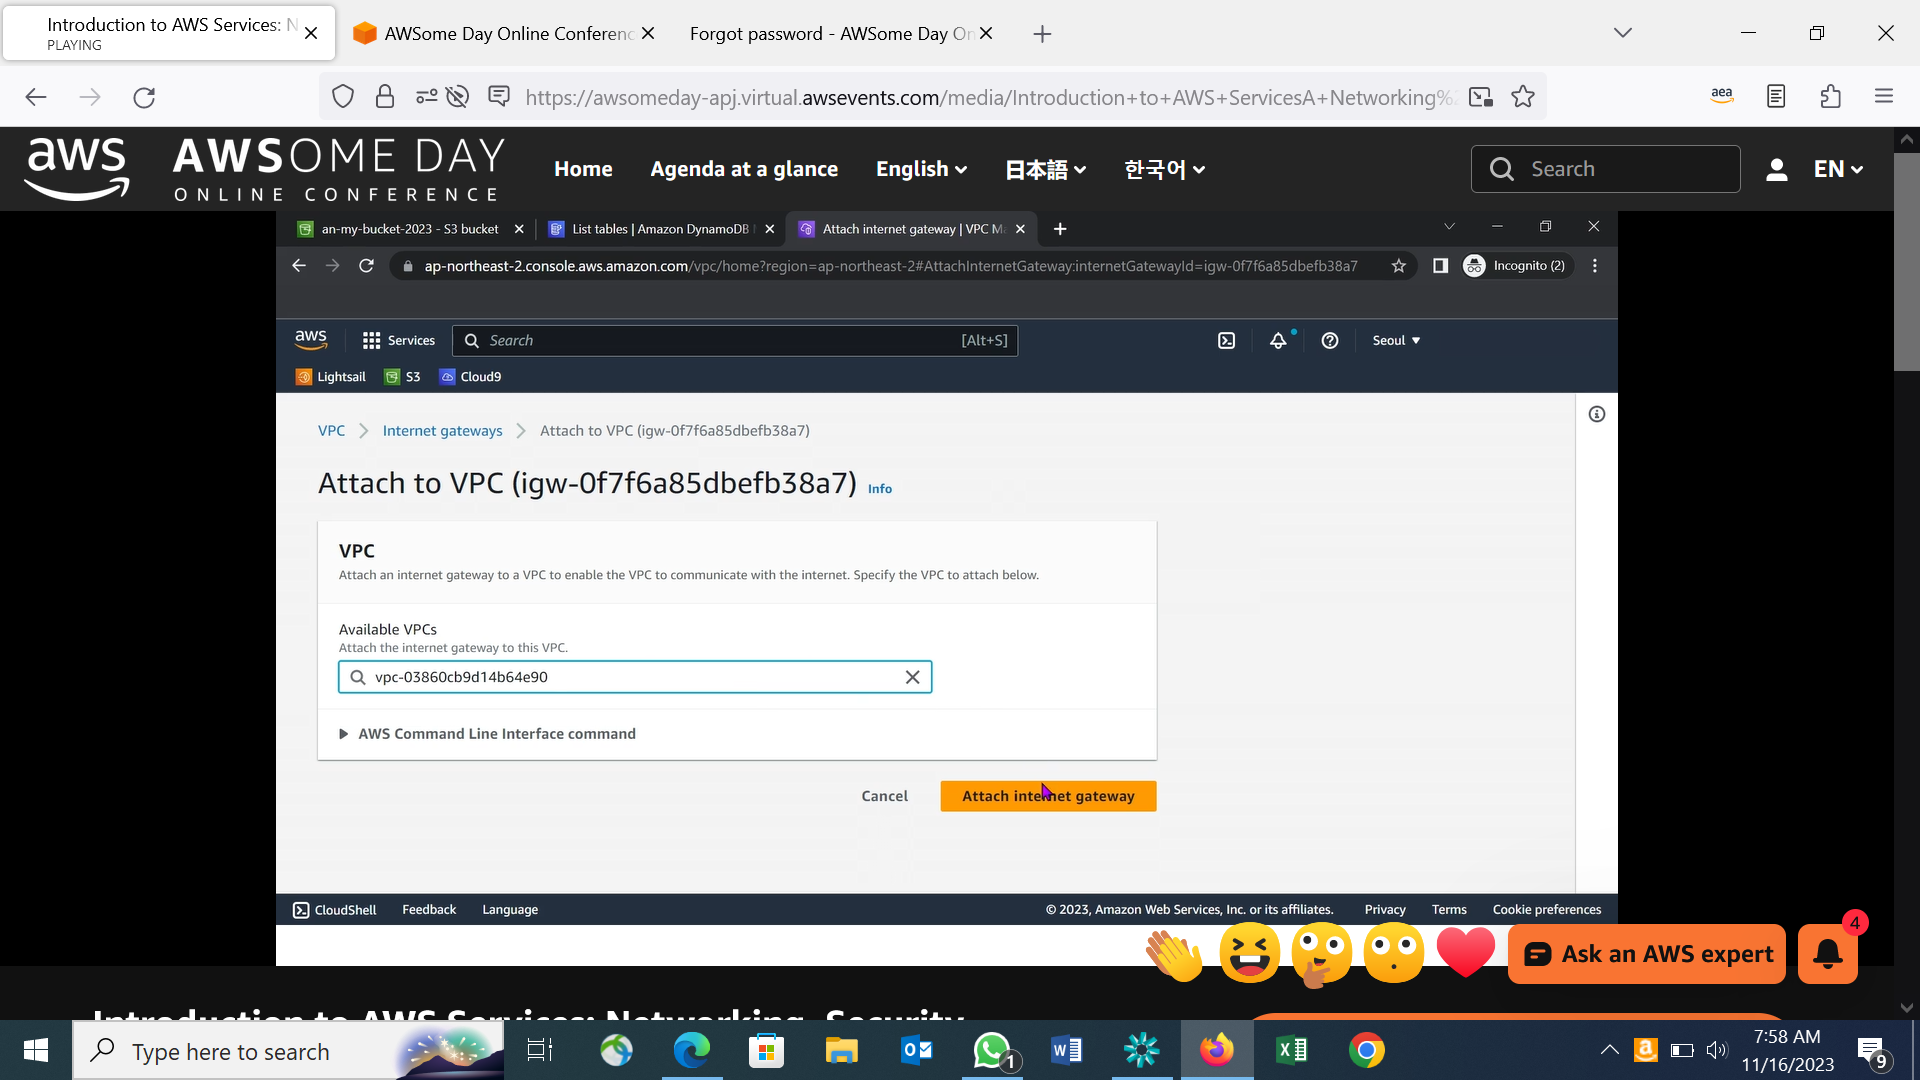 Introduction to AWS Services: N
PLAYING
AWSome Day Online Conferenc
Forgot password - AWSome Day On
https://awsomeday-apj.virtual.awsevents.com/media/Introduction+to+AWS+ServicesA+Networking%2
aea
aws
AWSOME DAY
ONLINE CONFERENCE
Home
Agenda at a glance
English
日本語
한국어
Search
EN
an-my-bucket-2023 - S3 bucket
List tables | Amazon DynamoDB
Attach internet gateway | VPC M
ap-northeast-2.console.aws.amazon.com/vpc/home?region=ap-northeast-2#AttachInternetGateway:internetGatewayId=igw-0f7f6a85dbefb38a7
Incognito (2)
aws
Services
Search
[Alt+S]
Seoul
Lightsail
S3
Cloud9
VPC
Internet gateways
Attach to VPC (igw-0f7f6a85dbefb38a7)
Attach to VPC (igw-0f7f6a85dbefb38a7) Info
VPC
Attach an internet gateway to a VPC to enable the VPC to communicate with the internet. Specify the VPC to attach below.
Available VPCs
Attach the internet gateway to this VPC.
vpc-03860cb9d14b64e90
AWS Command Line Interface command
Cancel
Attach internet gateway
CloudShell
Feedback
Language
© 2023, Amazon Web Services, Inc. or its affiliates.
Privacy
Terms
Cookie preferences
Ask an AWS expert
4
Introduction to AWS Services: Networking, Security
Type here to search
1
7:58 AM
11/16/2023
9